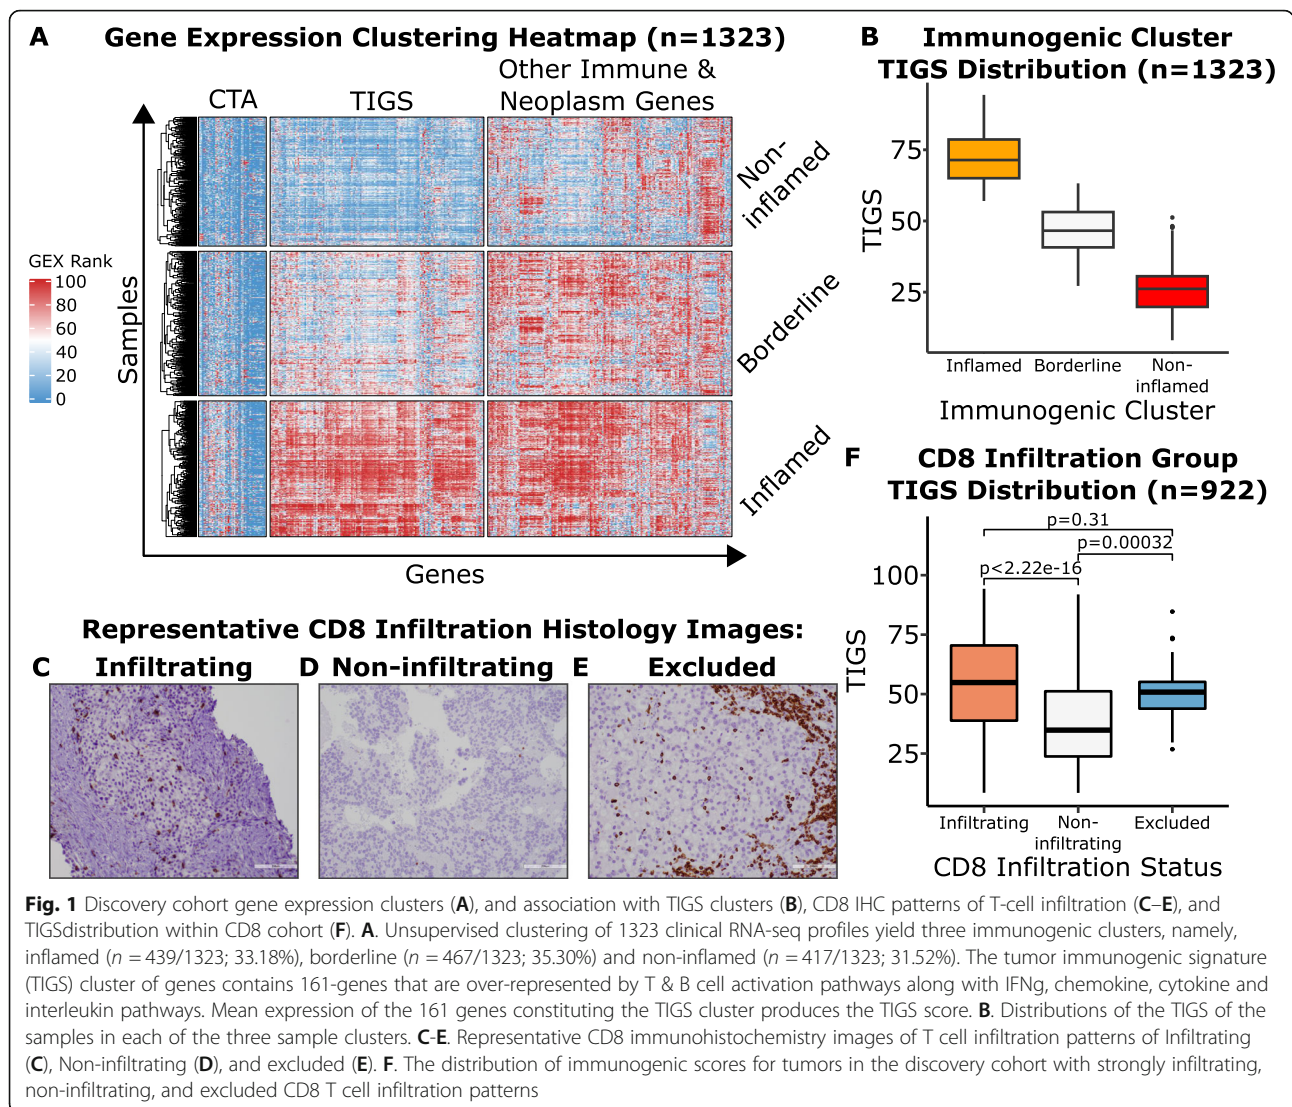 A
Gene Expression Clustering Heatmap (n=1323)
CTA
TIGS
Other Immune &
Neoplasm Genes
Non-
inflamed
Borderline
Inflamed
GEX Rank
100
80
60
40
20
0
Samples
Genes
B
Immunogenic Cluster
TIGS Distribution (n=1323)
TIGS
75
50
25
Inflamed
Borderline
Non-
inflamed
Immunogenic Cluster
Representative CD8 Infiltration Histology Images:
C Infiltrating
D Non-infiltrating
E Excluded
F
CD8 Infiltration Group
TIGS Distribution (n=922)
p=0.31
p=0.00032
p<2.22e-16
TIGS
100
75
50
25
Infiltrating
Non-
infiltrating
Excluded
CD8 Infiltration Status
Fig. 1 Discovery cohort gene expression clusters (A), and association with TIGS clusters (B), CD8 IHC patterns of T-cell infiltration (C–E), and
TIGSdistribution within CD8 cohort (F). A. Unsupervised clustering of 1323 clinical RNA-seq profiles yield three immunogenic clusters, namely,
inflamed (n = 439/1323; 33.18%), borderline (n = 467/1323; 35.30%) and non-inflamed (n = 417/1323; 31.52%). The tumor immunogenic signature
(TIGS) cluster of genes contains 161-genes that are over-represented by T & B cell activation pathways along with IFNg, chemokine, cytokine and
interleukin pathways. Mean expression of the 161 genes constituting the TIGS cluster produces the TIGS score. B. Distributions of the TIGS of the
samples in each of the three sample clusters. C-E. Representative CD8 immunohistochemistry images of T cell infiltration patterns of Infiltrating
(C), Non-infiltrating (D), and excluded (E). F. The distribution of immunogenic scores for tumors in the discovery cohort with strongly infiltrating,
non-infiltrating, and excluded CD8 T cell infiltration patterns